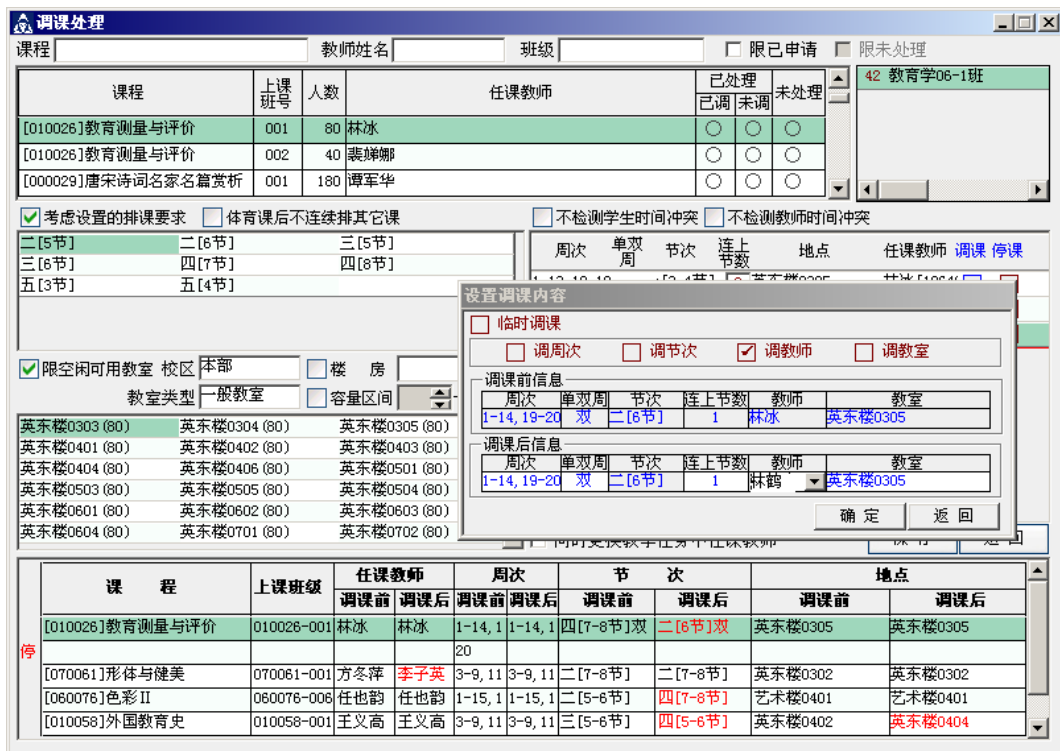 调课处理
课程 教师姓名 班级 限已申请 限未处理
课程 上课班号 人数 任课教师 已处理 未处理
已调 未调
[010026]教育测量与评价 001 80 林冰
[010026]教育测量与评价 002 40 裴娣娜
[000029]唐宋诗词名家名篇赏析 001 180 谭军华
42 教育学06-1班
考虑设置的排课要求 体育课后不连续排其它课 不检测学生时间冲突 不检测教师时间冲突
二[5节] 二[6节] 三[5节]
三[6节] 四[7节] 四[8节]
五[3节] 五[4节]
周次 单双周 节次 连上节数 地点 任课教师 调课 停课
限空闲可用教室 校区 本部 楼 房
教室类型 一般教室 容量区间
英东楼0303(80) 英东楼0304(80) 英东楼0305(80)
英东楼0401(80) 英东楼0402(80) 英东楼0403(80)
英东楼0404(80) 英东楼0406(80) 英东楼0501(80)
英东楼0503(80) 英东楼0505(80) 英东楼0504(80)
英东楼0601(80) 英东楼0602(80) 英东楼0603(80)
英东楼0604(80) 英东楼0701(80) 英东楼0702(80)
设置调课内容
临时调课
调周次 调节次 调教师 调教室
调课前信息
周次 单双周 节次 连上节数 教师 教室
1-14,19-20 双 二[6节] 1 林冰 英东楼0305
调课后信息
周次 单双周 节次 连上节数 教师 教室
1-14,19-20 双 二[6节] 1 林鹤 英东楼0305
确 定 返 回
课 程 上课班级 任课教师 周次 节 次 地点
调课前 调课后 调课前 调课后 调课前 调课后 调课前 调课后
停
[010026]教育测量与评价 010026-001 林冰 林冰 1-14,1 1-14,1 四[7-8节]双 二[6节]双 英东楼0305 英东楼0305
20
[070061]形体与健美 070061-001 方冬萍 李子英 3-9,11 3-9,11 二[7-8节] 二[7-8节] 英东楼0302 英东楼0302
[060076]色彩Ⅱ 060076-006 任也韵 任也韵 1-15,1 1-15,1 二[5-6节] 四[7-8节] 艺术楼0401 艺术楼0401
[010058]外国教育史 010058-001 王义高 王义高 3-9,11 3-9,11 三[5-6节] 四[5-6节] 英东楼0402 英东楼0404